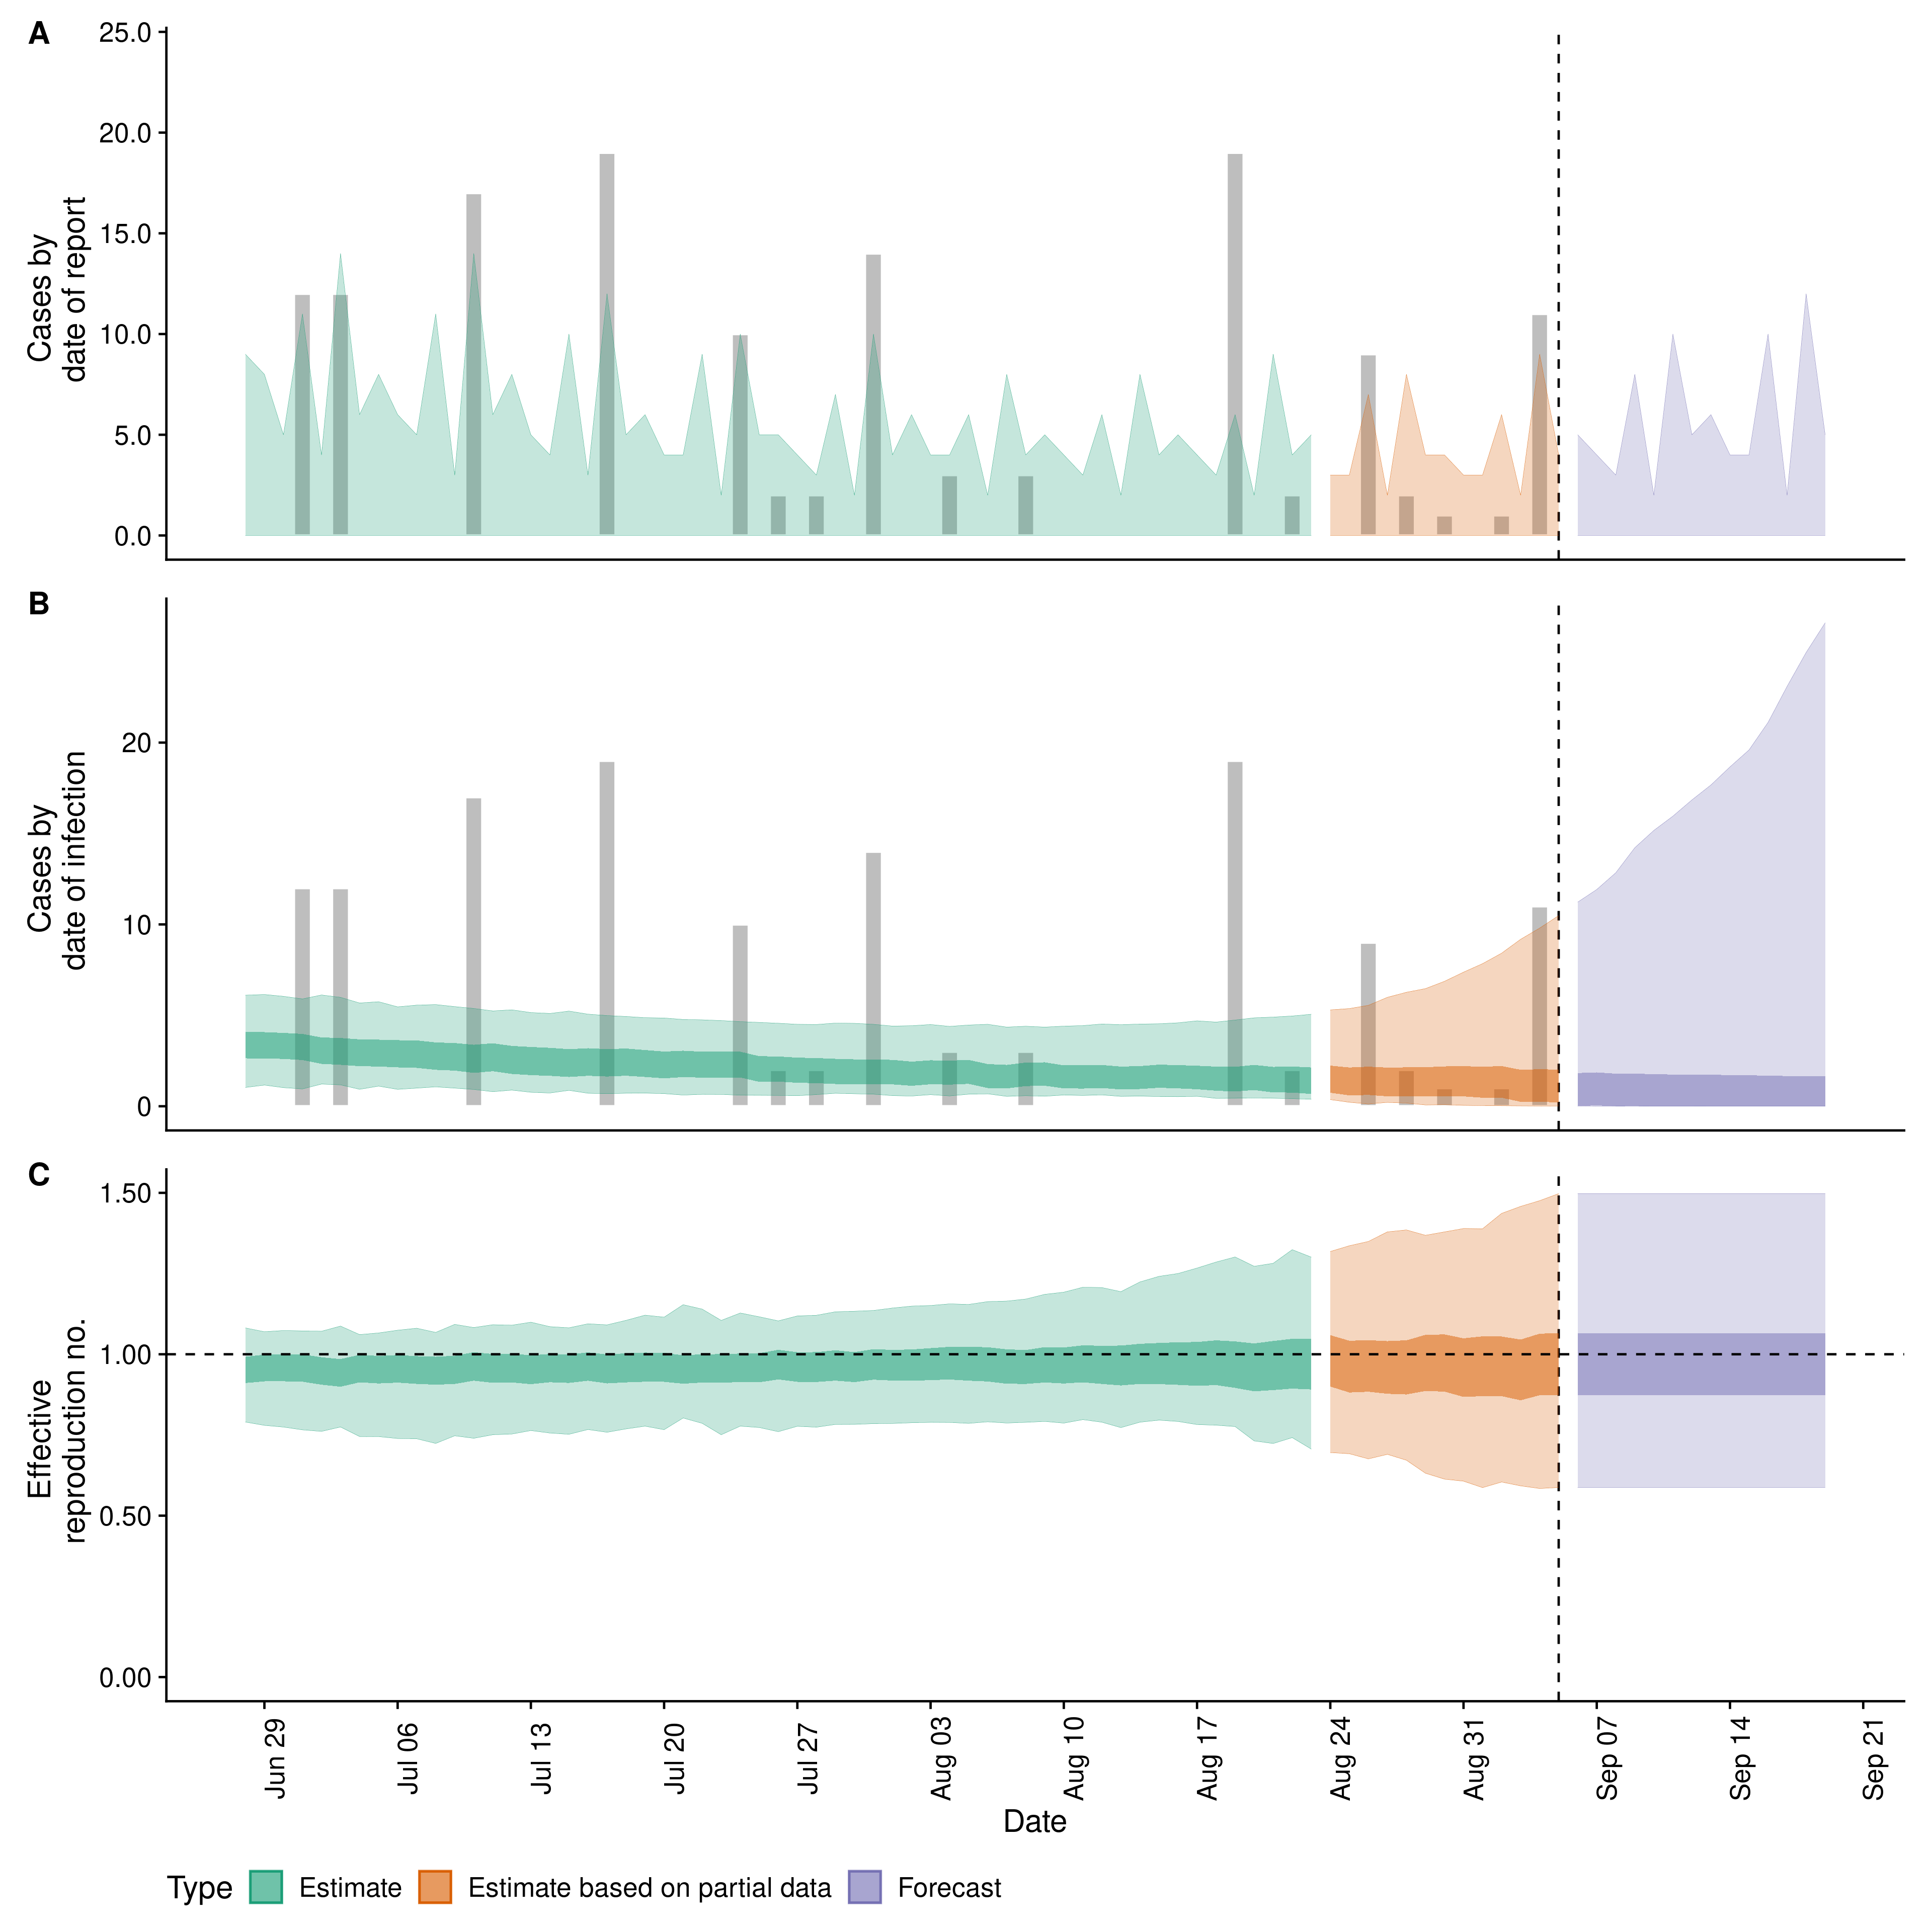 A
25.0
20.0
15.0
10.0
5.0
0.0
Cases by
date of report
B
20
10
0
Cases by
date of infection
C
1.50
1.00
0.50
0.00
Effective
reproduction no.
Jun 29
Jul 06
Jul 13
Jul 20
Jul 27
Aug 03
Aug 10
Aug 17
Aug 24
Aug 31
Sep 07
Sep 14
Sep 21
Date
Type Estimate Estimate based on partial data Forecast